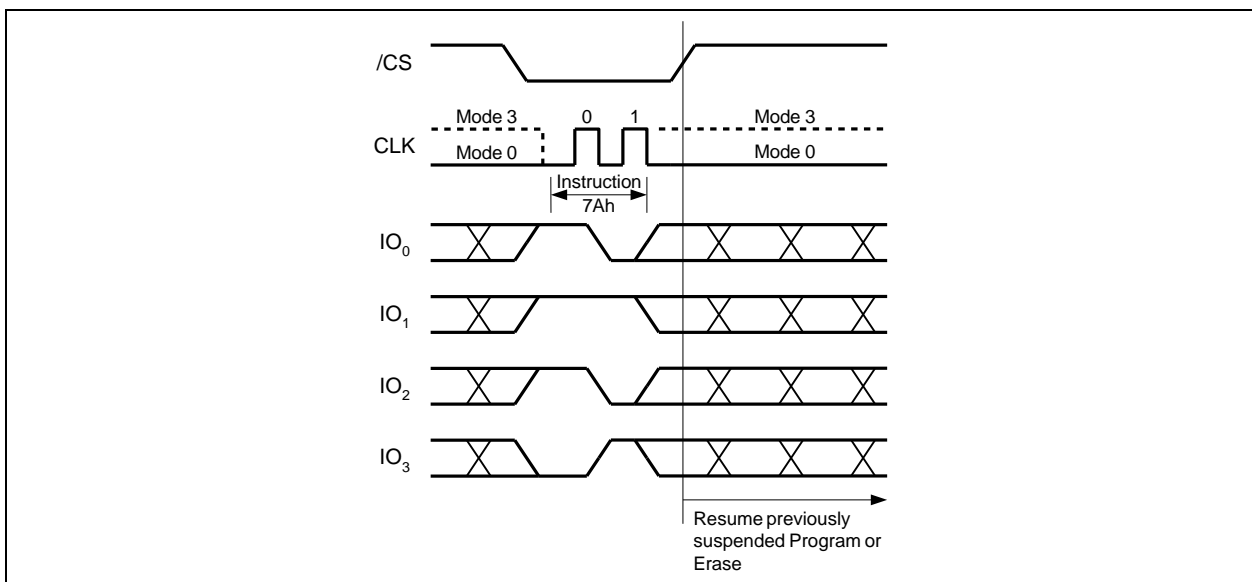 /CS
Mode 3 0 1 Mode 3
CLK
Mode 0 Mode 0
Instruction
7Ah
IO0
IO1
IO2
IO3
Resume previously
suspended Program or
Erase